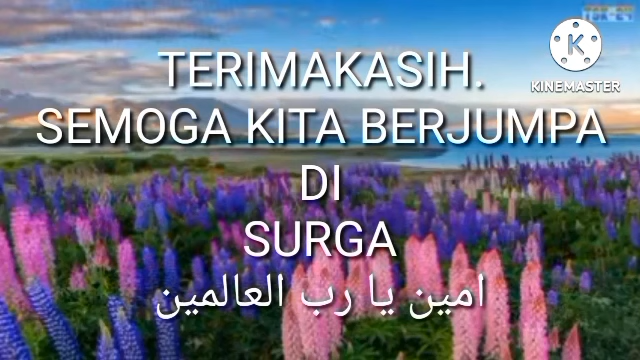 KINEMASTER
TERIMAKASIH.
SEMOGA KITA BERJUMPA
DI
SURGA
امين يا رب العالمين